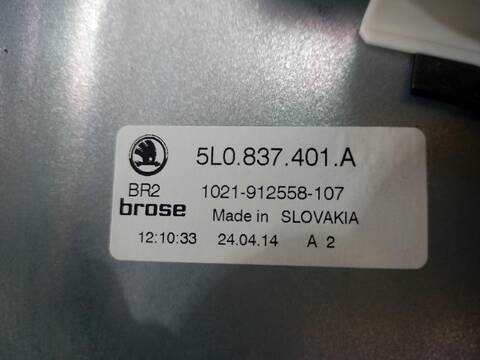 5L0.837.401.A
BR2 1021-912558-107
brose Made in SLOVAKIA
12:10:33 24.04.14 A 2